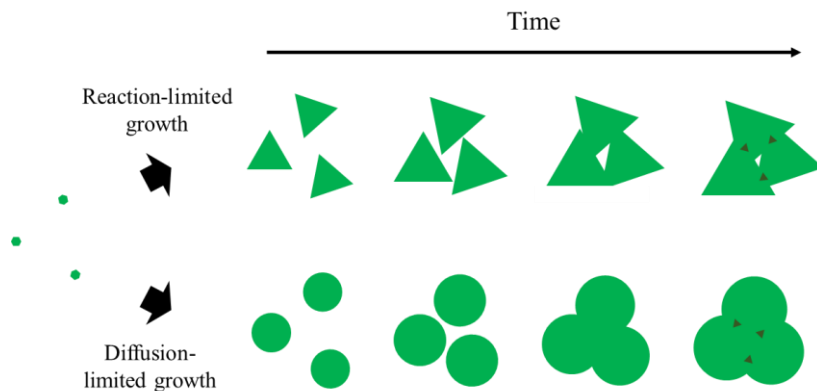 Time
Reaction-limited
growth
Diffusion-
limited growth